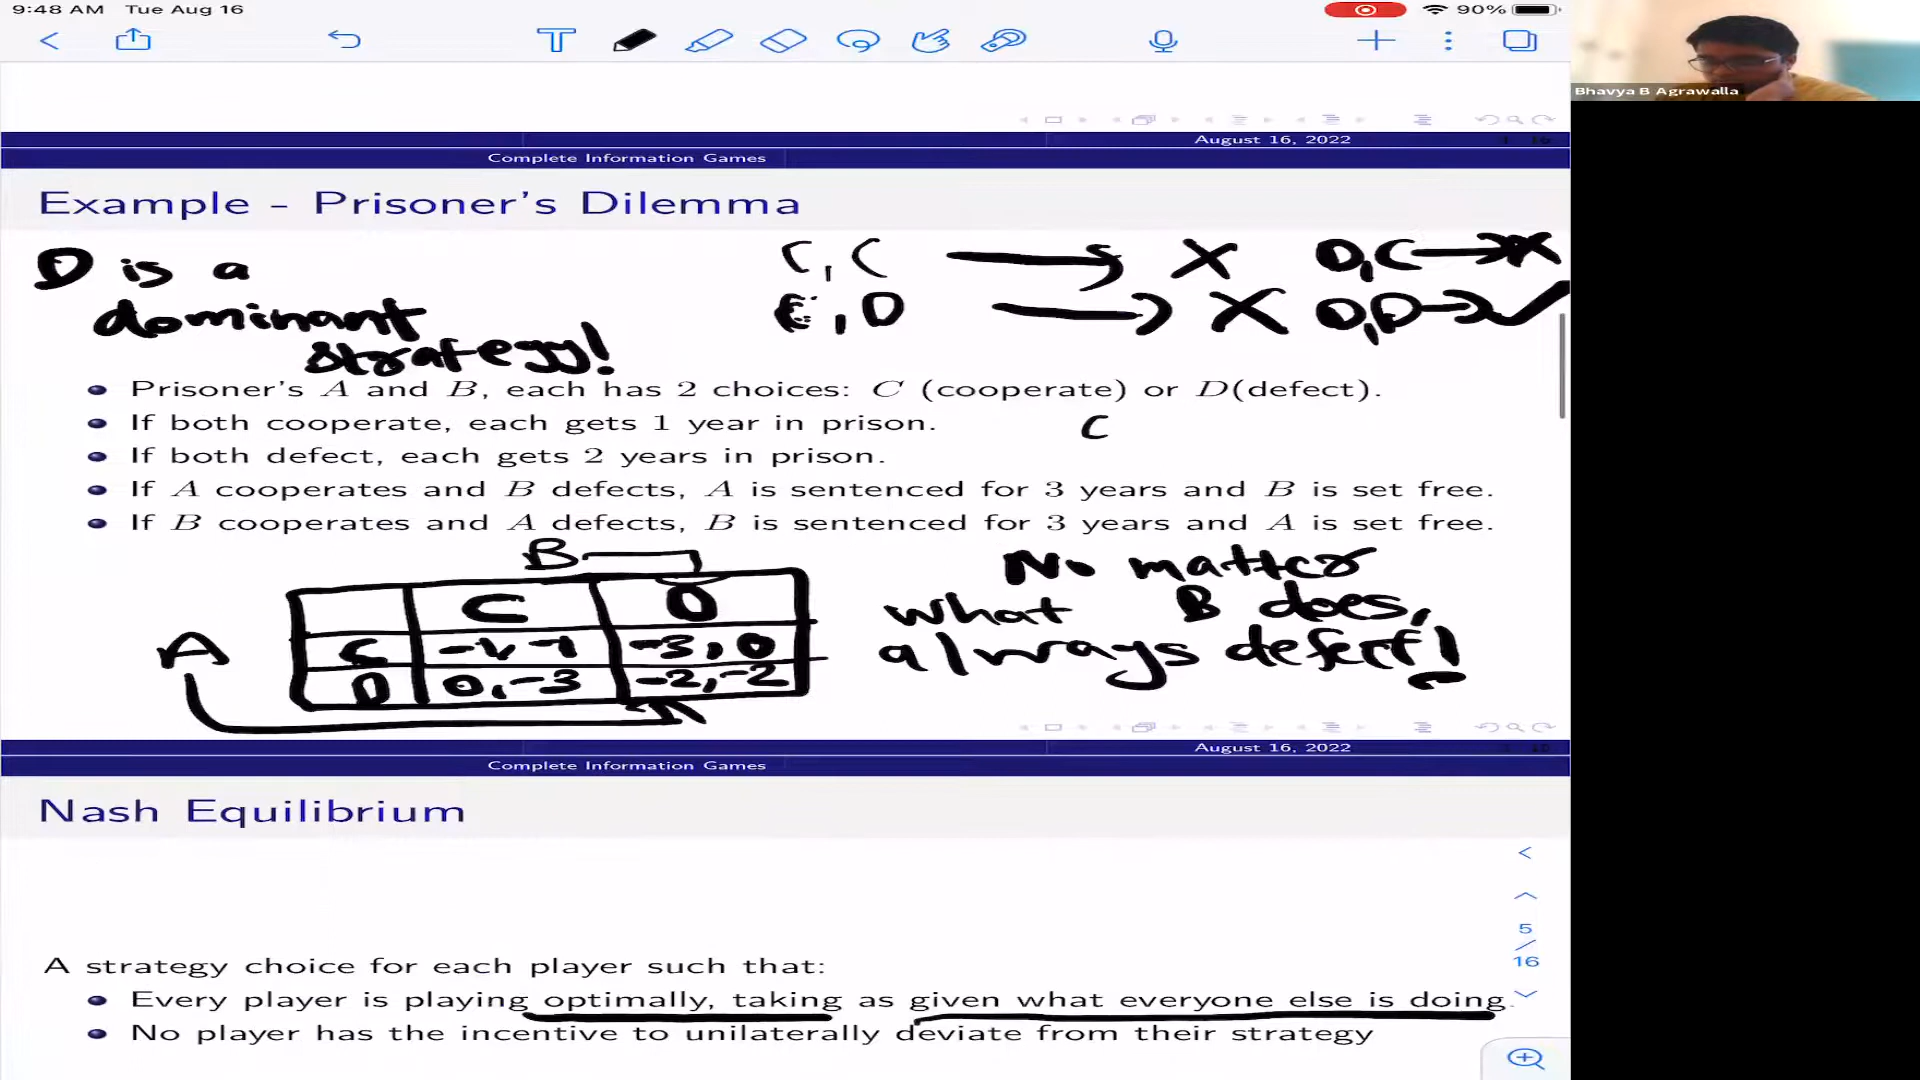 9:48 AM Tue Aug 16
90%
Bhavya B Agrawalla
August 16, 2022
Complete Information Games
Example – Prisoner's Dilemma
D is a
dominant
strategy!
C, C → X D,C → X
C, D → X D,D → ✓
Prisoner's A and B, each has 2 choices: C (cooperate) or D(defect).
If both cooperate, each gets 1 year in prison.
C
If both defect, each gets 2 years in prison.
If A cooperates and B defects, A is sentenced for 3 years and B is set free.
If B cooperates and A defects, B is sentenced for 3 years and A is set free.
B
C D
A
C -1, -1 -3, 0
D 0, -3 -2, -2
No matter
what B does,
always defect!
August 16, 2022
Complete Information Games
Nash Equilibrium
5
/
16
A strategy choice for each player such that:
Every player is playing optimally, taking as given what everyone else is doing.
No player has the incentive to unilaterally deviate from their strategy